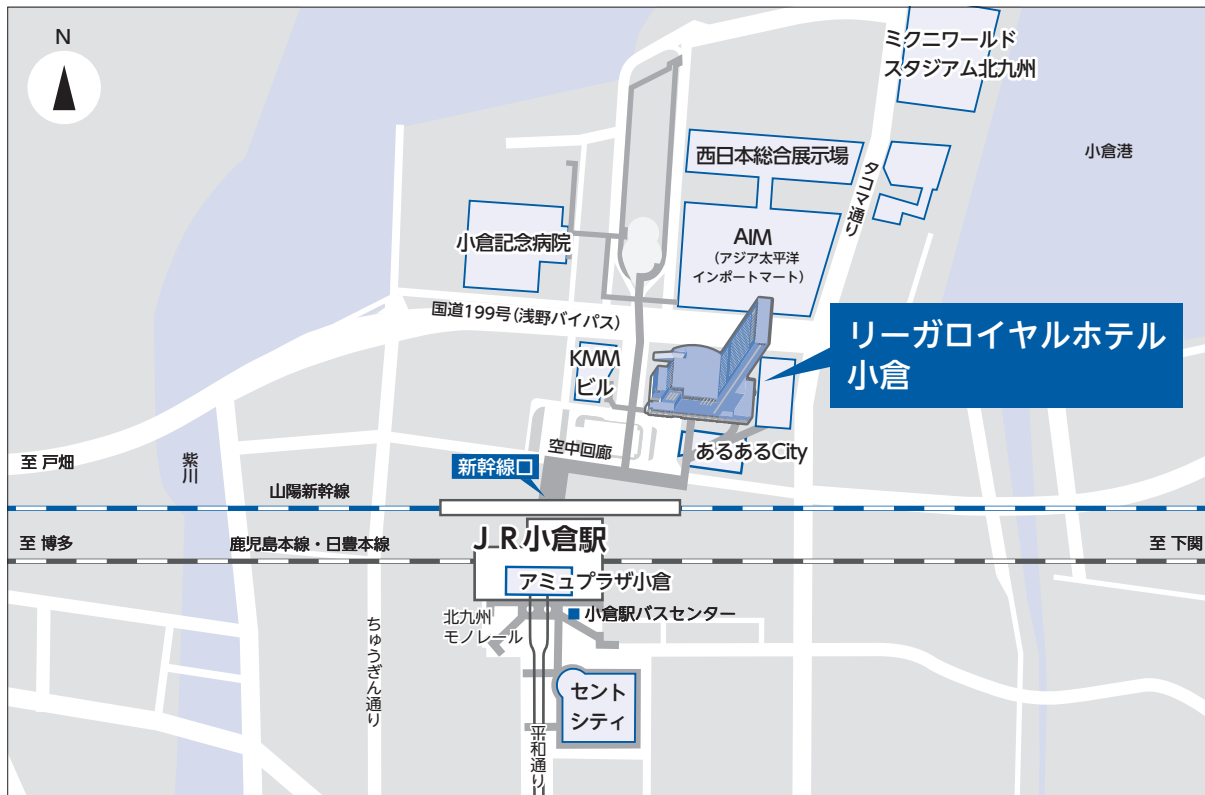 N
ミクニワールド
スタジアム北九州
小倉港
西日本総合展示場
タコマ通り
小倉記念病院
AIM
(アジア太平洋
インポートマート)
国道199号(浅野バイパス)
リーガロイヤルホテル
小倉
KMM
ビル
空中回廊
あるあるCity
至 戸畑
紫川
新幹線口
山陽新幹線
JR小倉駅
至 博多
鹿児島本線・日豊本線
至 下関
アミュプラザ小倉
北九州
モノレール
小倉駅バスセンター
ちゅうぎん通り
セント
シティ
平和通り